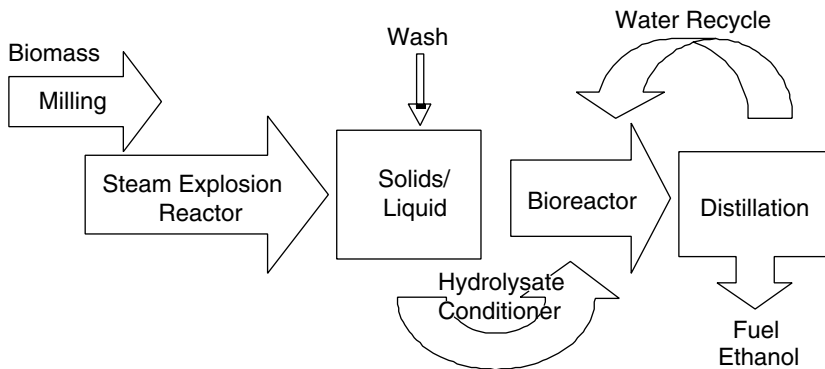 Biomass
Milling
Steam Explosion
Reactor
Wash
Solids/
Liquid
Hydrolysate
Conditioner
Water Recycle
Bioreactor
Distillation
Fuel
Ethanol